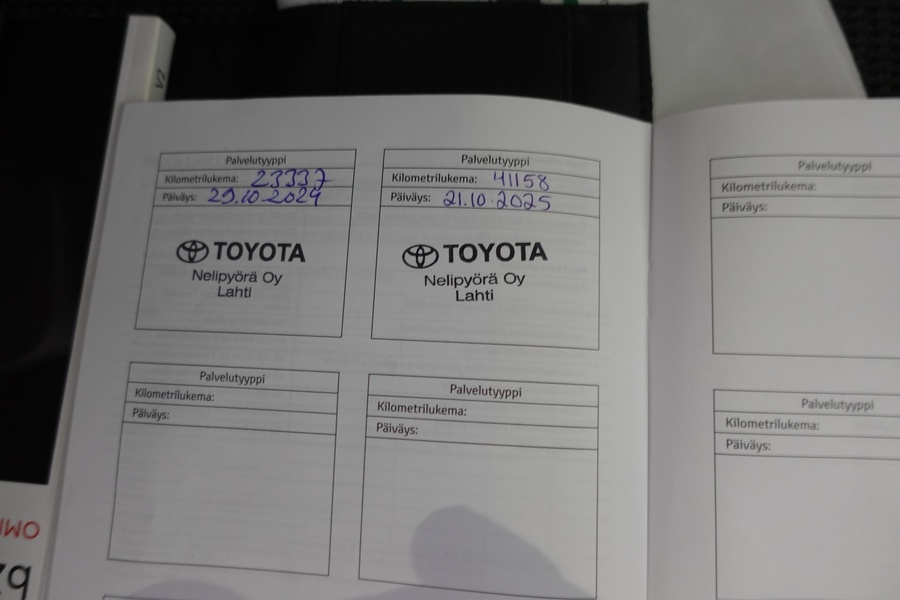 Palvelutyyppi
Kilometrilukema: 23337
Päiväys: 29.10.2024
TOYOTA
Nelipyörä Oy
Lahti
Palvelutyyppi
Kilometrilukema: 41158
Päiväys: 21.10.2025
TOYOTA
Nelipyörä Oy
Lahti
Palvelutyyppi
Kilometrilukema:
Päiväys:
Palvelutyyppi
Kilometrilukema:
Päiväys:
Palvelutyyppi
Kilometrilukema:
Päiväys:
Palvelutyyppi
Kilometrilukema:
Päiväys: